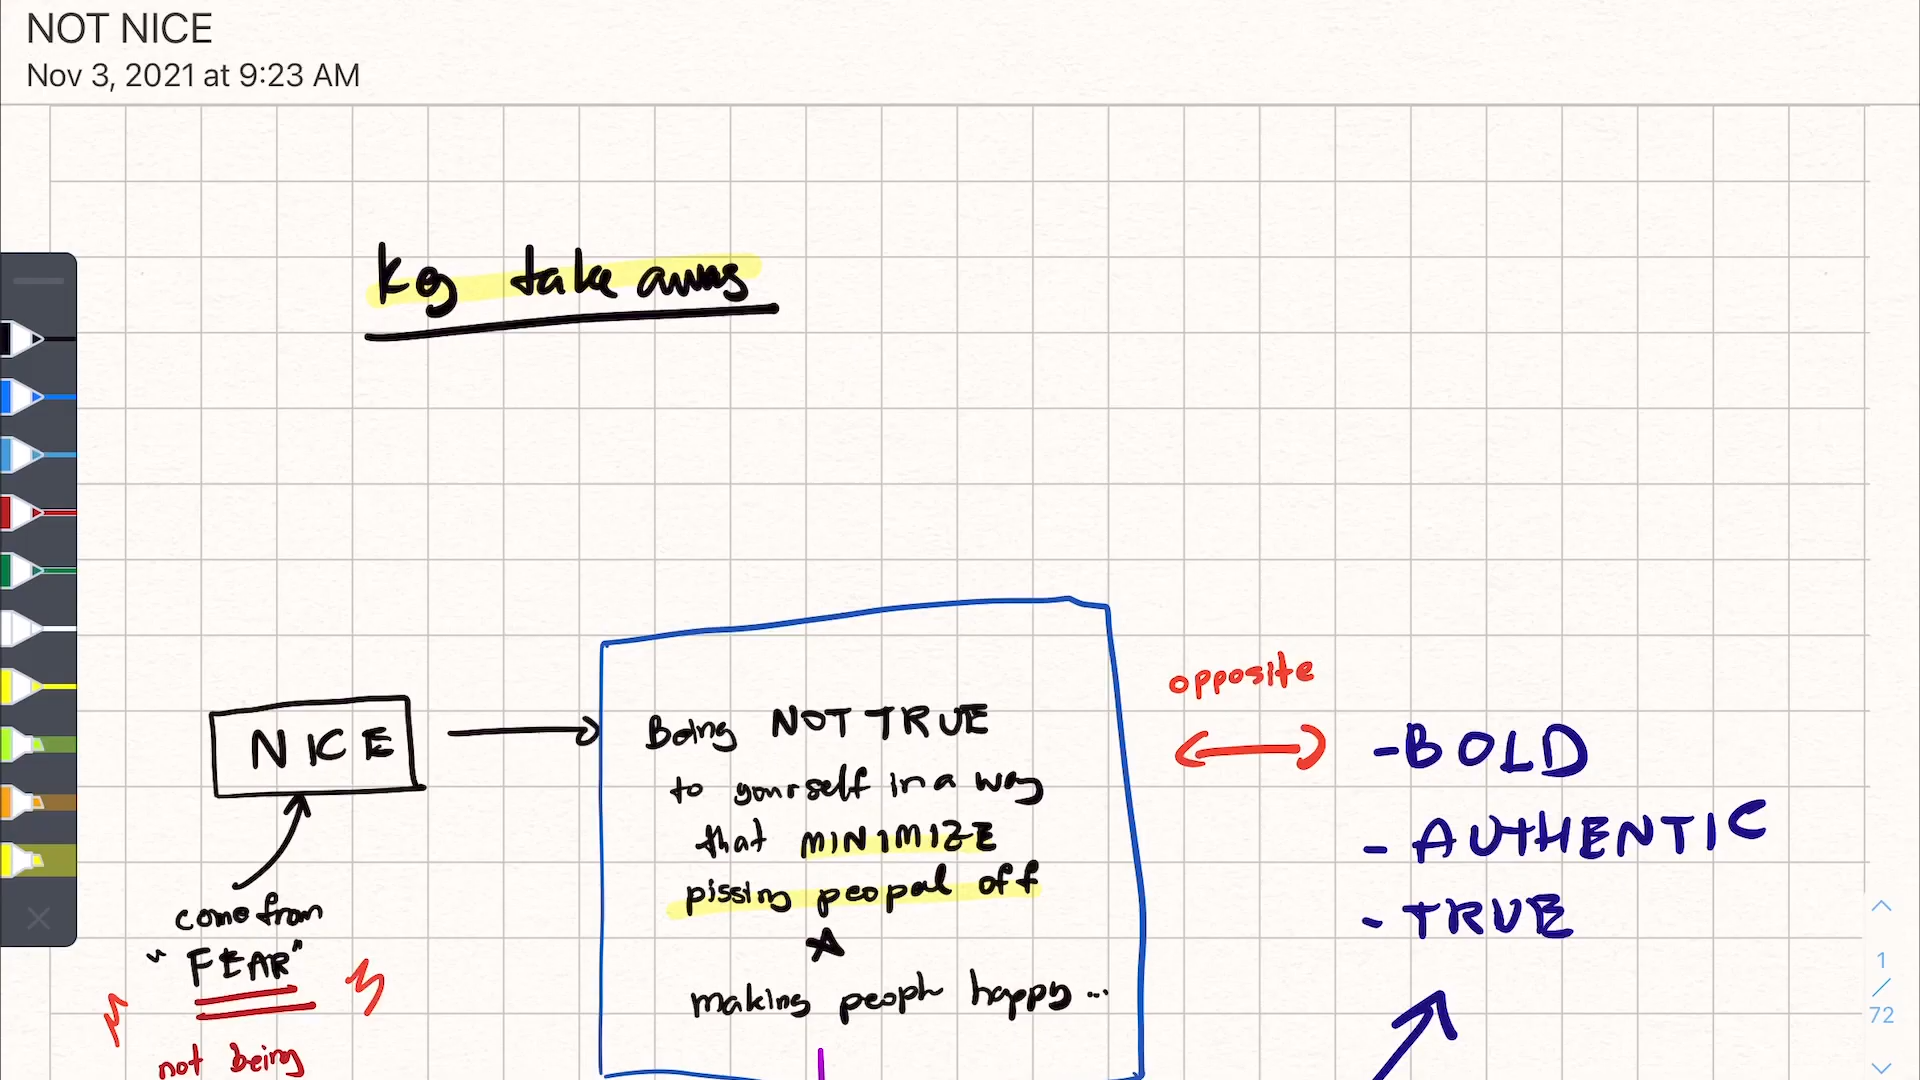 NOT NICE
Nov 3, 2021 at 9:23 AM
Key take aways
NICE
come from
"FEAR"
not being
Being NOT TRUE
to yourself in a way
that MINIMIZE
pissing peopal off
&
making people happy...
opposite
- BOLD
- AUTHENTIC
- TRUE
1
/
72